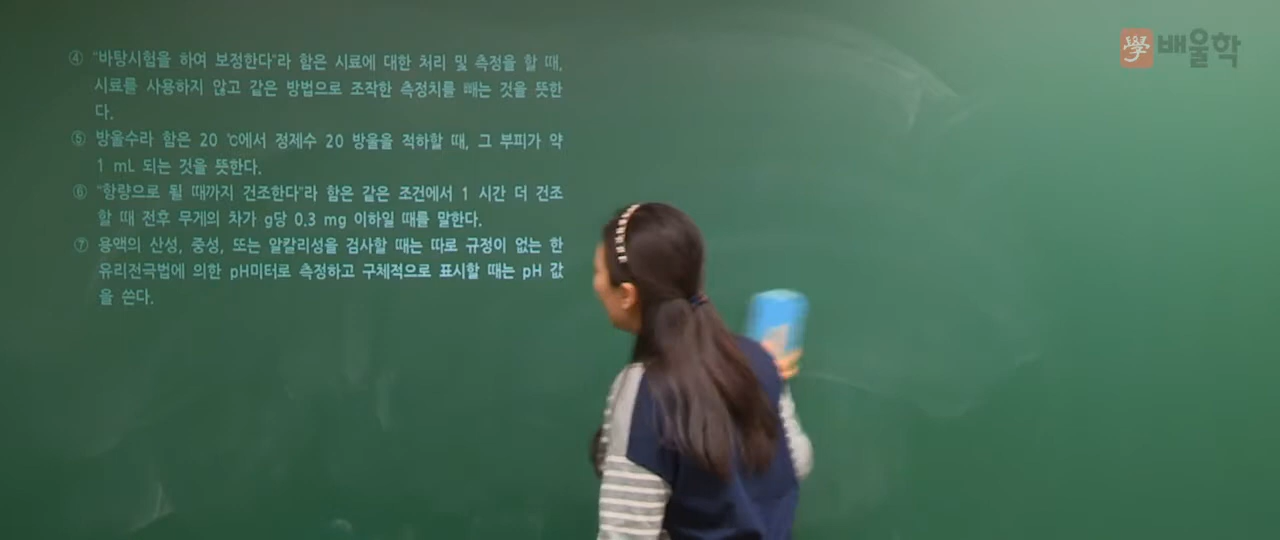 ④ "바탕시험을 하여 보정한다"라 함은 시료에 대한 처리 및 측정을 할 때,
시료를 사용하지 않고 같은 방법으로 조작한 측정치를 빼는 것을 뜻한
다.
⑤ 방울수라 함은 20 ℃에서 정제수 20 방울을 적하할 때, 그 부피가 약
1 mL 되는 것을 뜻한다.
⑥ "항량으로 될 때까지 건조한다"라 함은 같은 조건에서 1 시간 더 건조
할 때 전후 무게의 차가 g당 0.3 mg 이하일 때를 말한다.
⑦ 용액의 산성, 중성, 또는 알칼리성을 검사할 때는 따로 규정이 없는 한
유리전극법에 의한 pH미터로 측정하고 구체적으로 표시할 때는 pH 값
을 쓴다.
學 배울학